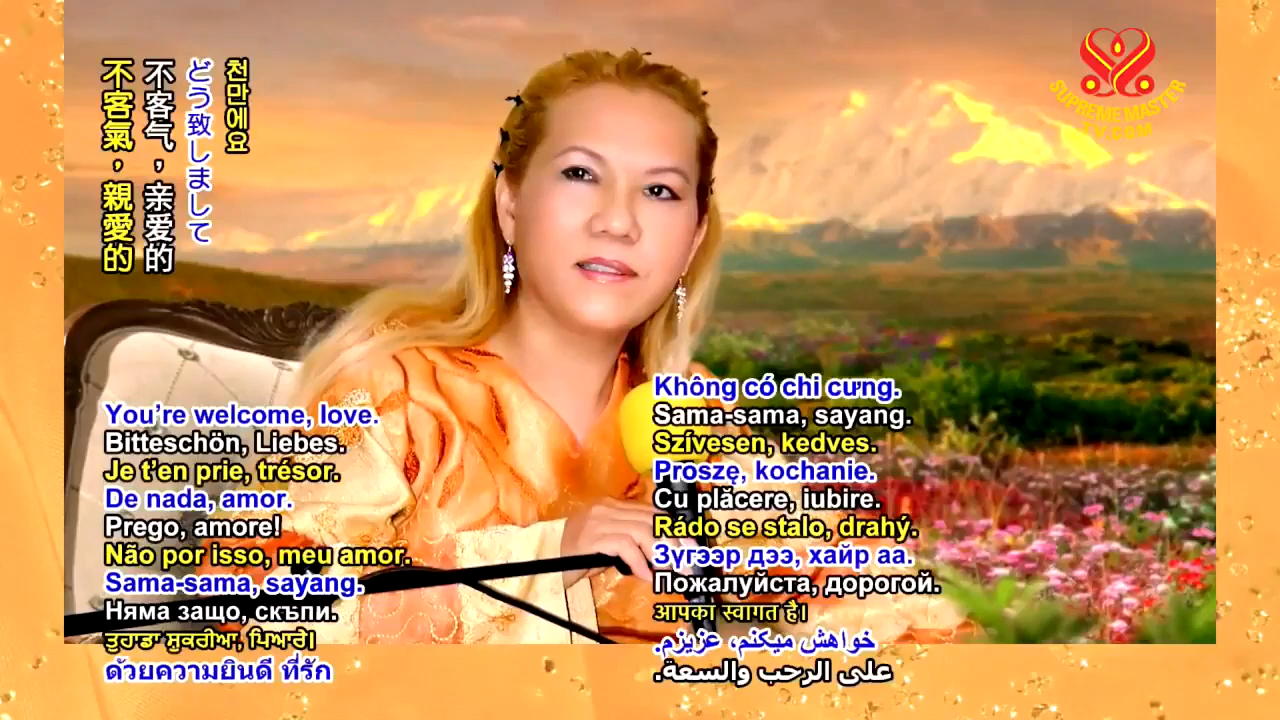 不客氣，親愛的
不客气，亲爱的
どう致しまして
천만에요
SUPREME MASTER
TV.COM
You're welcome, love.
Bitteschön, Liebes.
Je t'en prie, trésor.
De nada, amor.
Prego, amore!
Não por isso, meu amor.
Sama-sama, sayang.
Няма защо, скъпи.
ਤੁਹਾਡਾ ਸ਼ੁਕਰੀਆ, ਪਿਆਰੇ।
ด้วยความยินดี ที่รัก
Không có chi cưng.
Sama-sama, sayang.
Szívesen, kedves.
Proszę, kochanie.
Cu plăcere, iubire.
Rádo se stalo, drahý.
Зүгээр дээ, хайр аа.
Пожалуйста, дорогой.
आपका स्वागत है।
خواهش میکنم، عزیزم.
على الرحب والسعة.